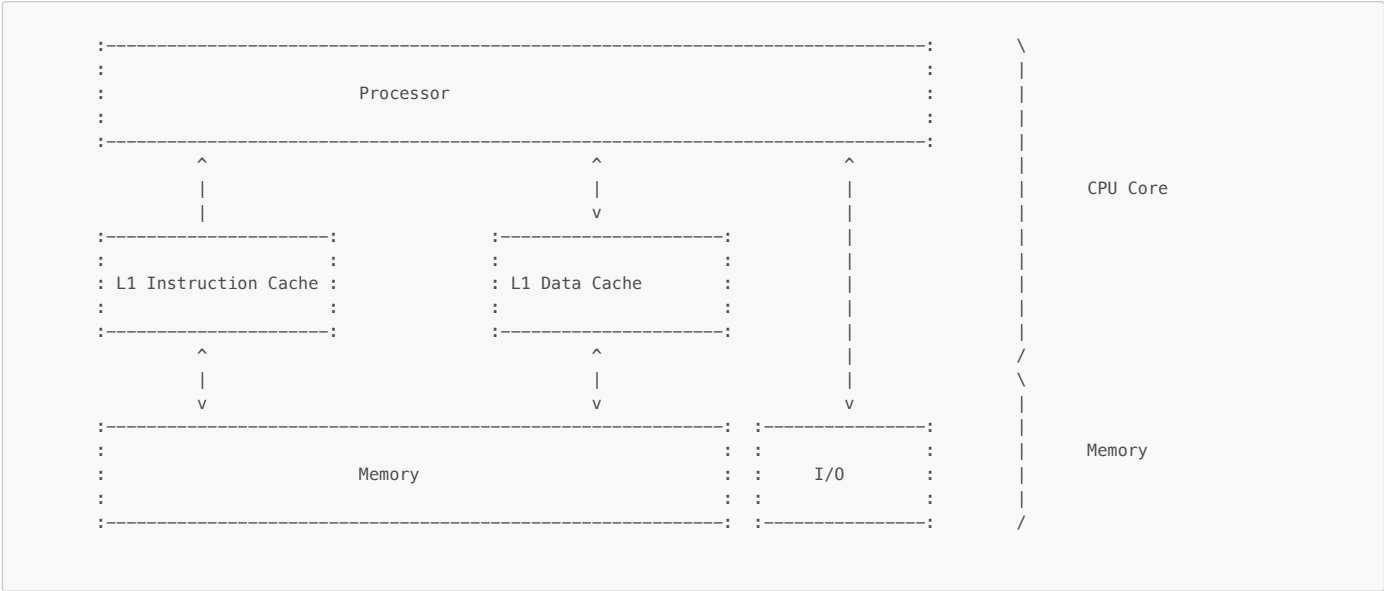 Processor
CPU Core
L1 Instruction Cache
L1 Data Cache
Memory
Memory
I/O